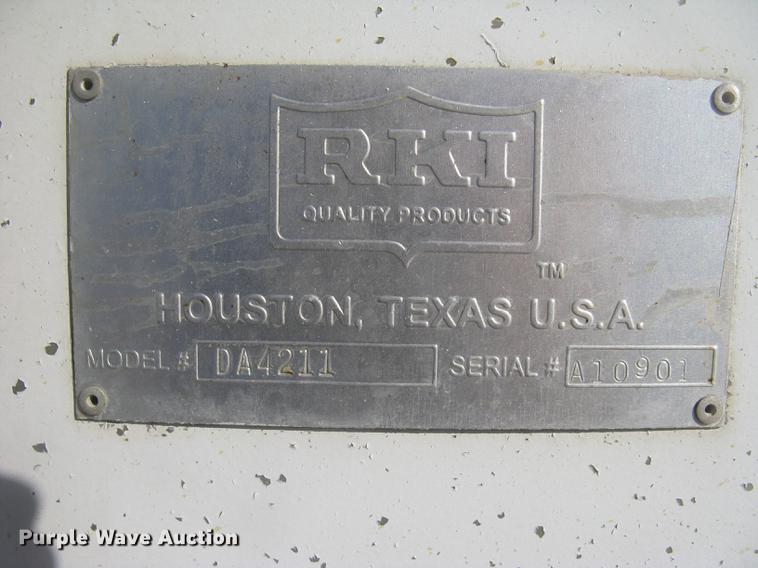 RKI
QUALITY PRODUCTS
TM
HOUSTON, TEXAS U.S.A.
MODEL # DA4211 SERIAL # A10901
Purple Wave Auction